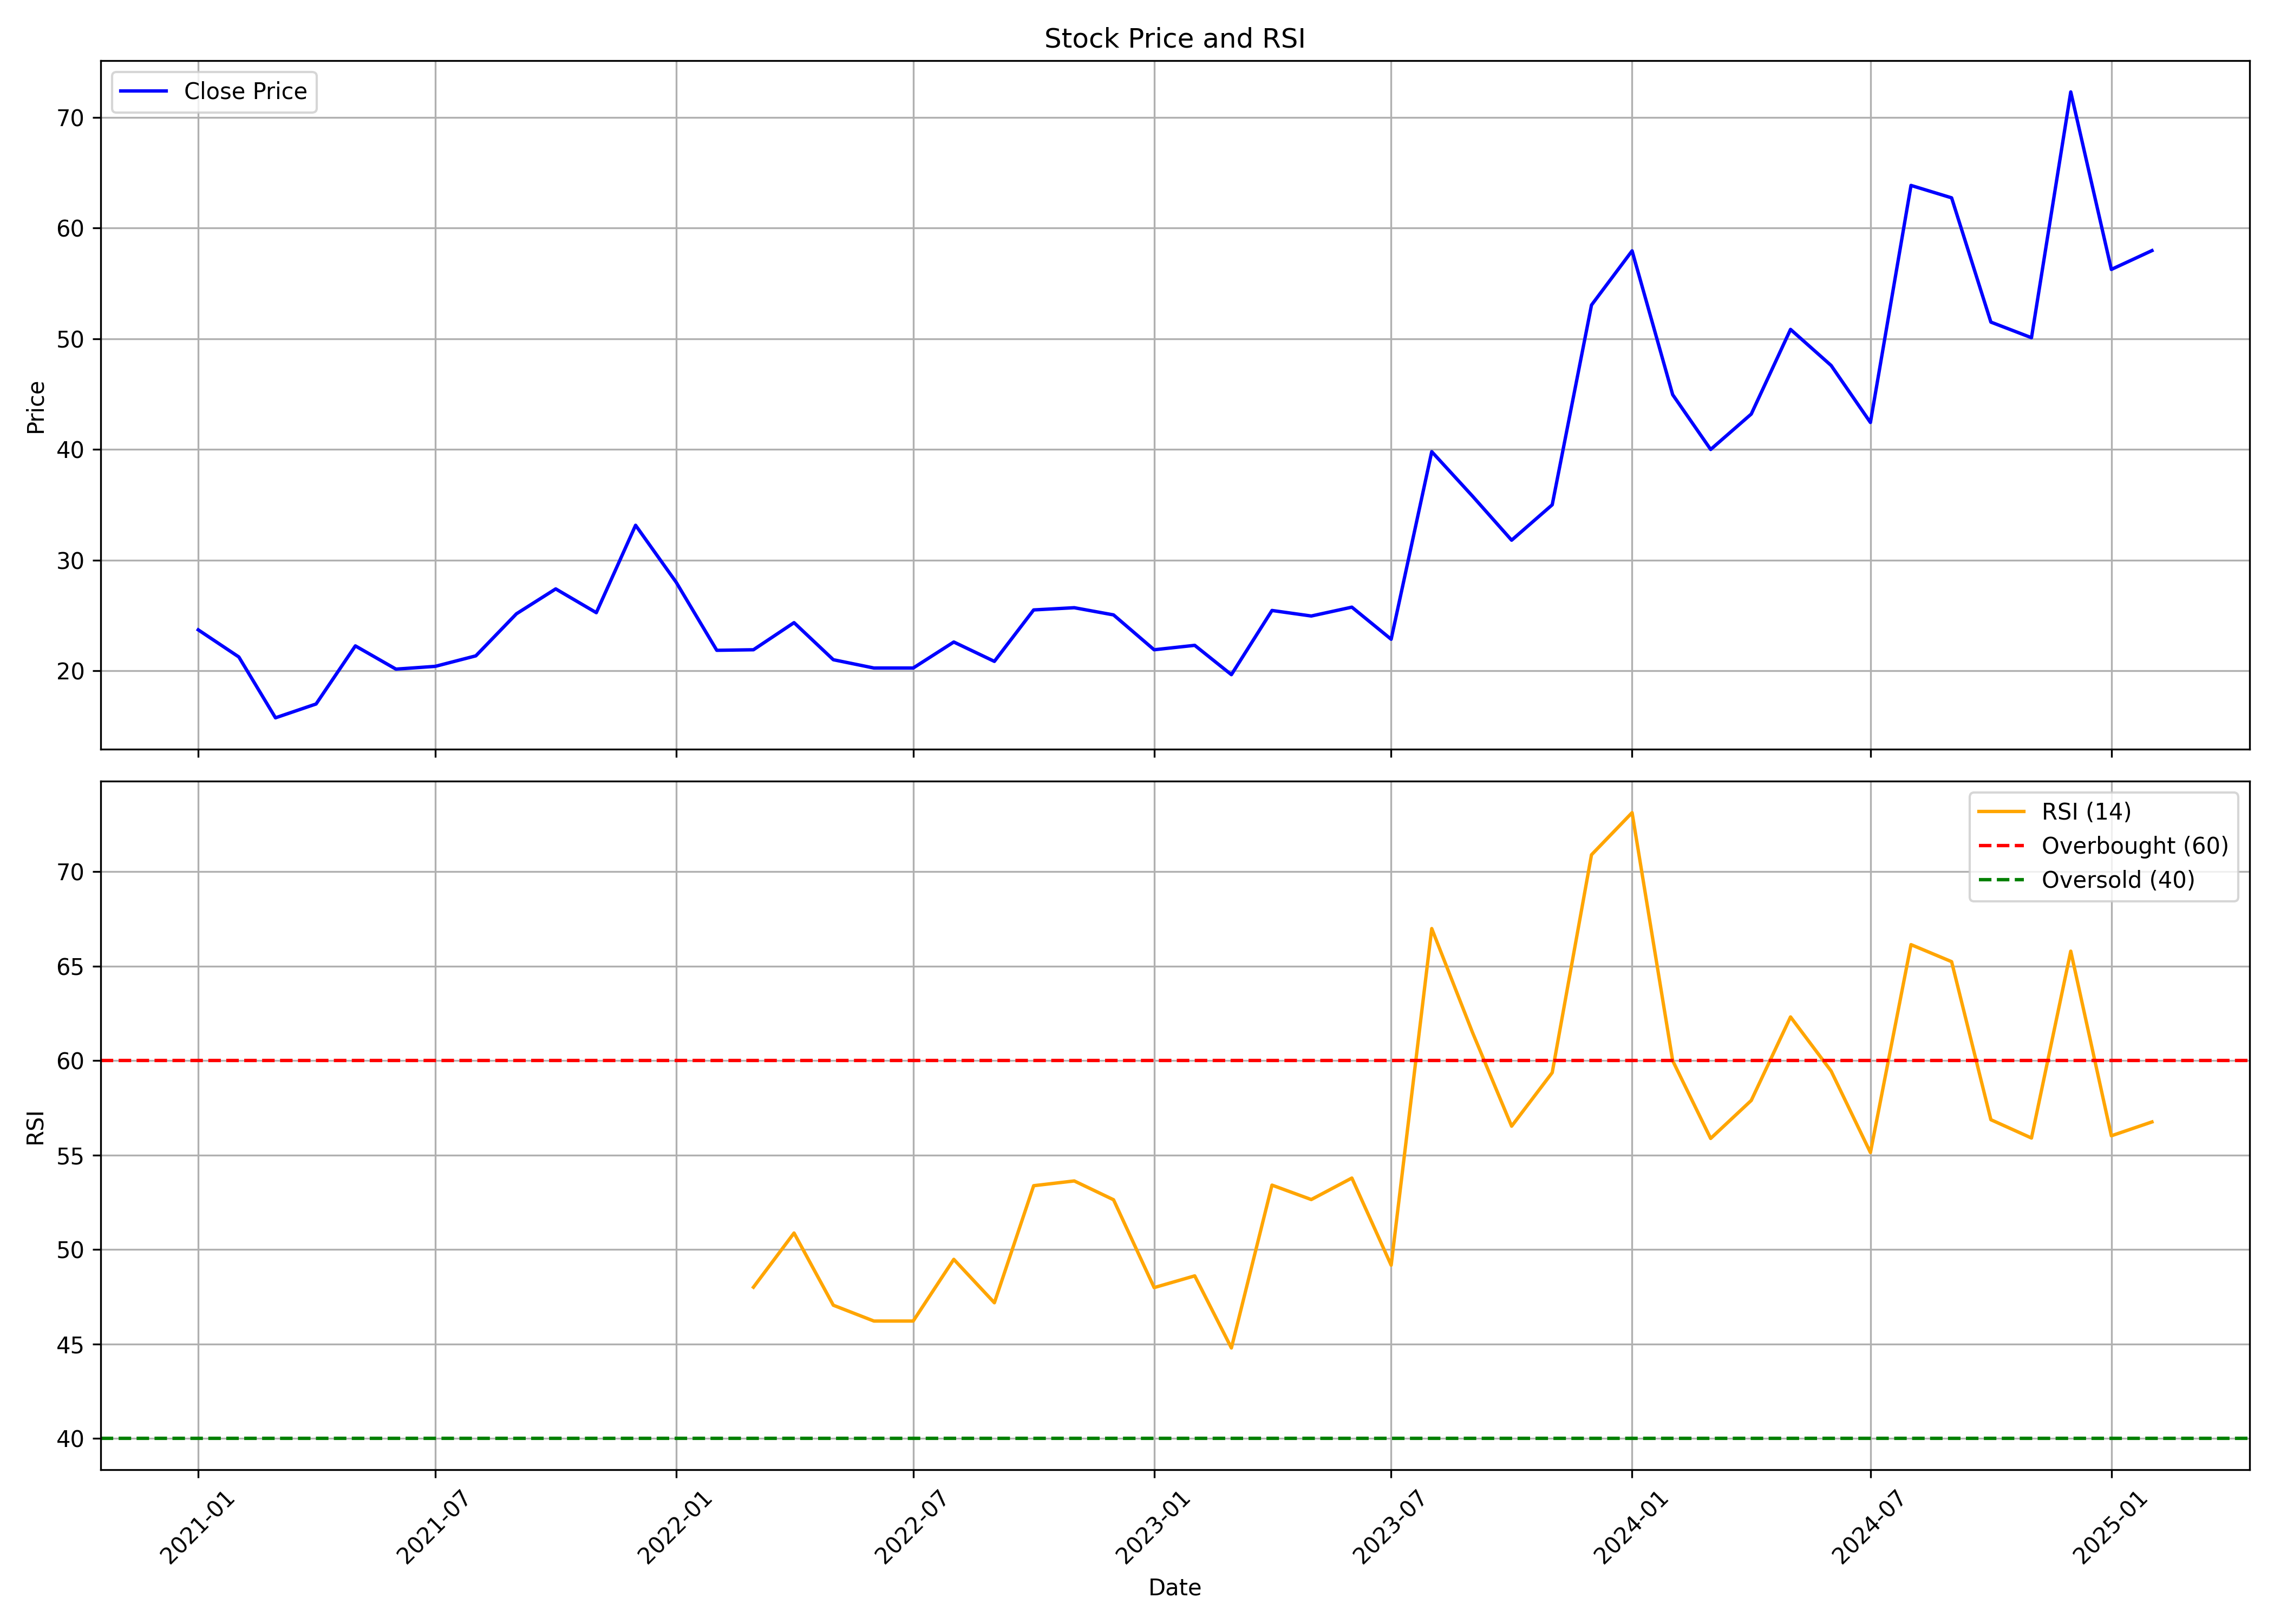 Stock Price and RSI
Close Price
70
60
50
40
30
20
Price
RSI (14)
Overbought (60)
Oversold (40)
70
65
60
55
50
45
40
RSI
2021-01
2021-07
2022-01
2022-07
2023-01
2023-07
2024-01
2024-07
2025-01
Date